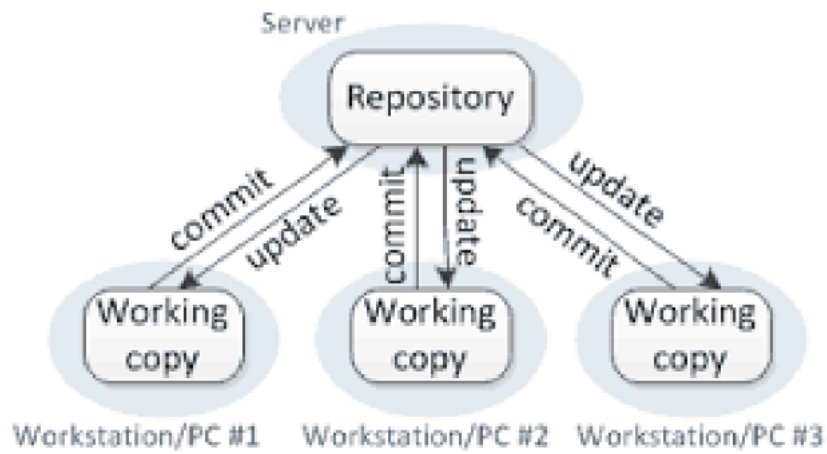 Server
Repository
commit
update
commit
update
update
commit
Working
copy
Working
copy
Working
copy
Workstation/PC #1
Workstation/PC #2
Workstation/PC #3